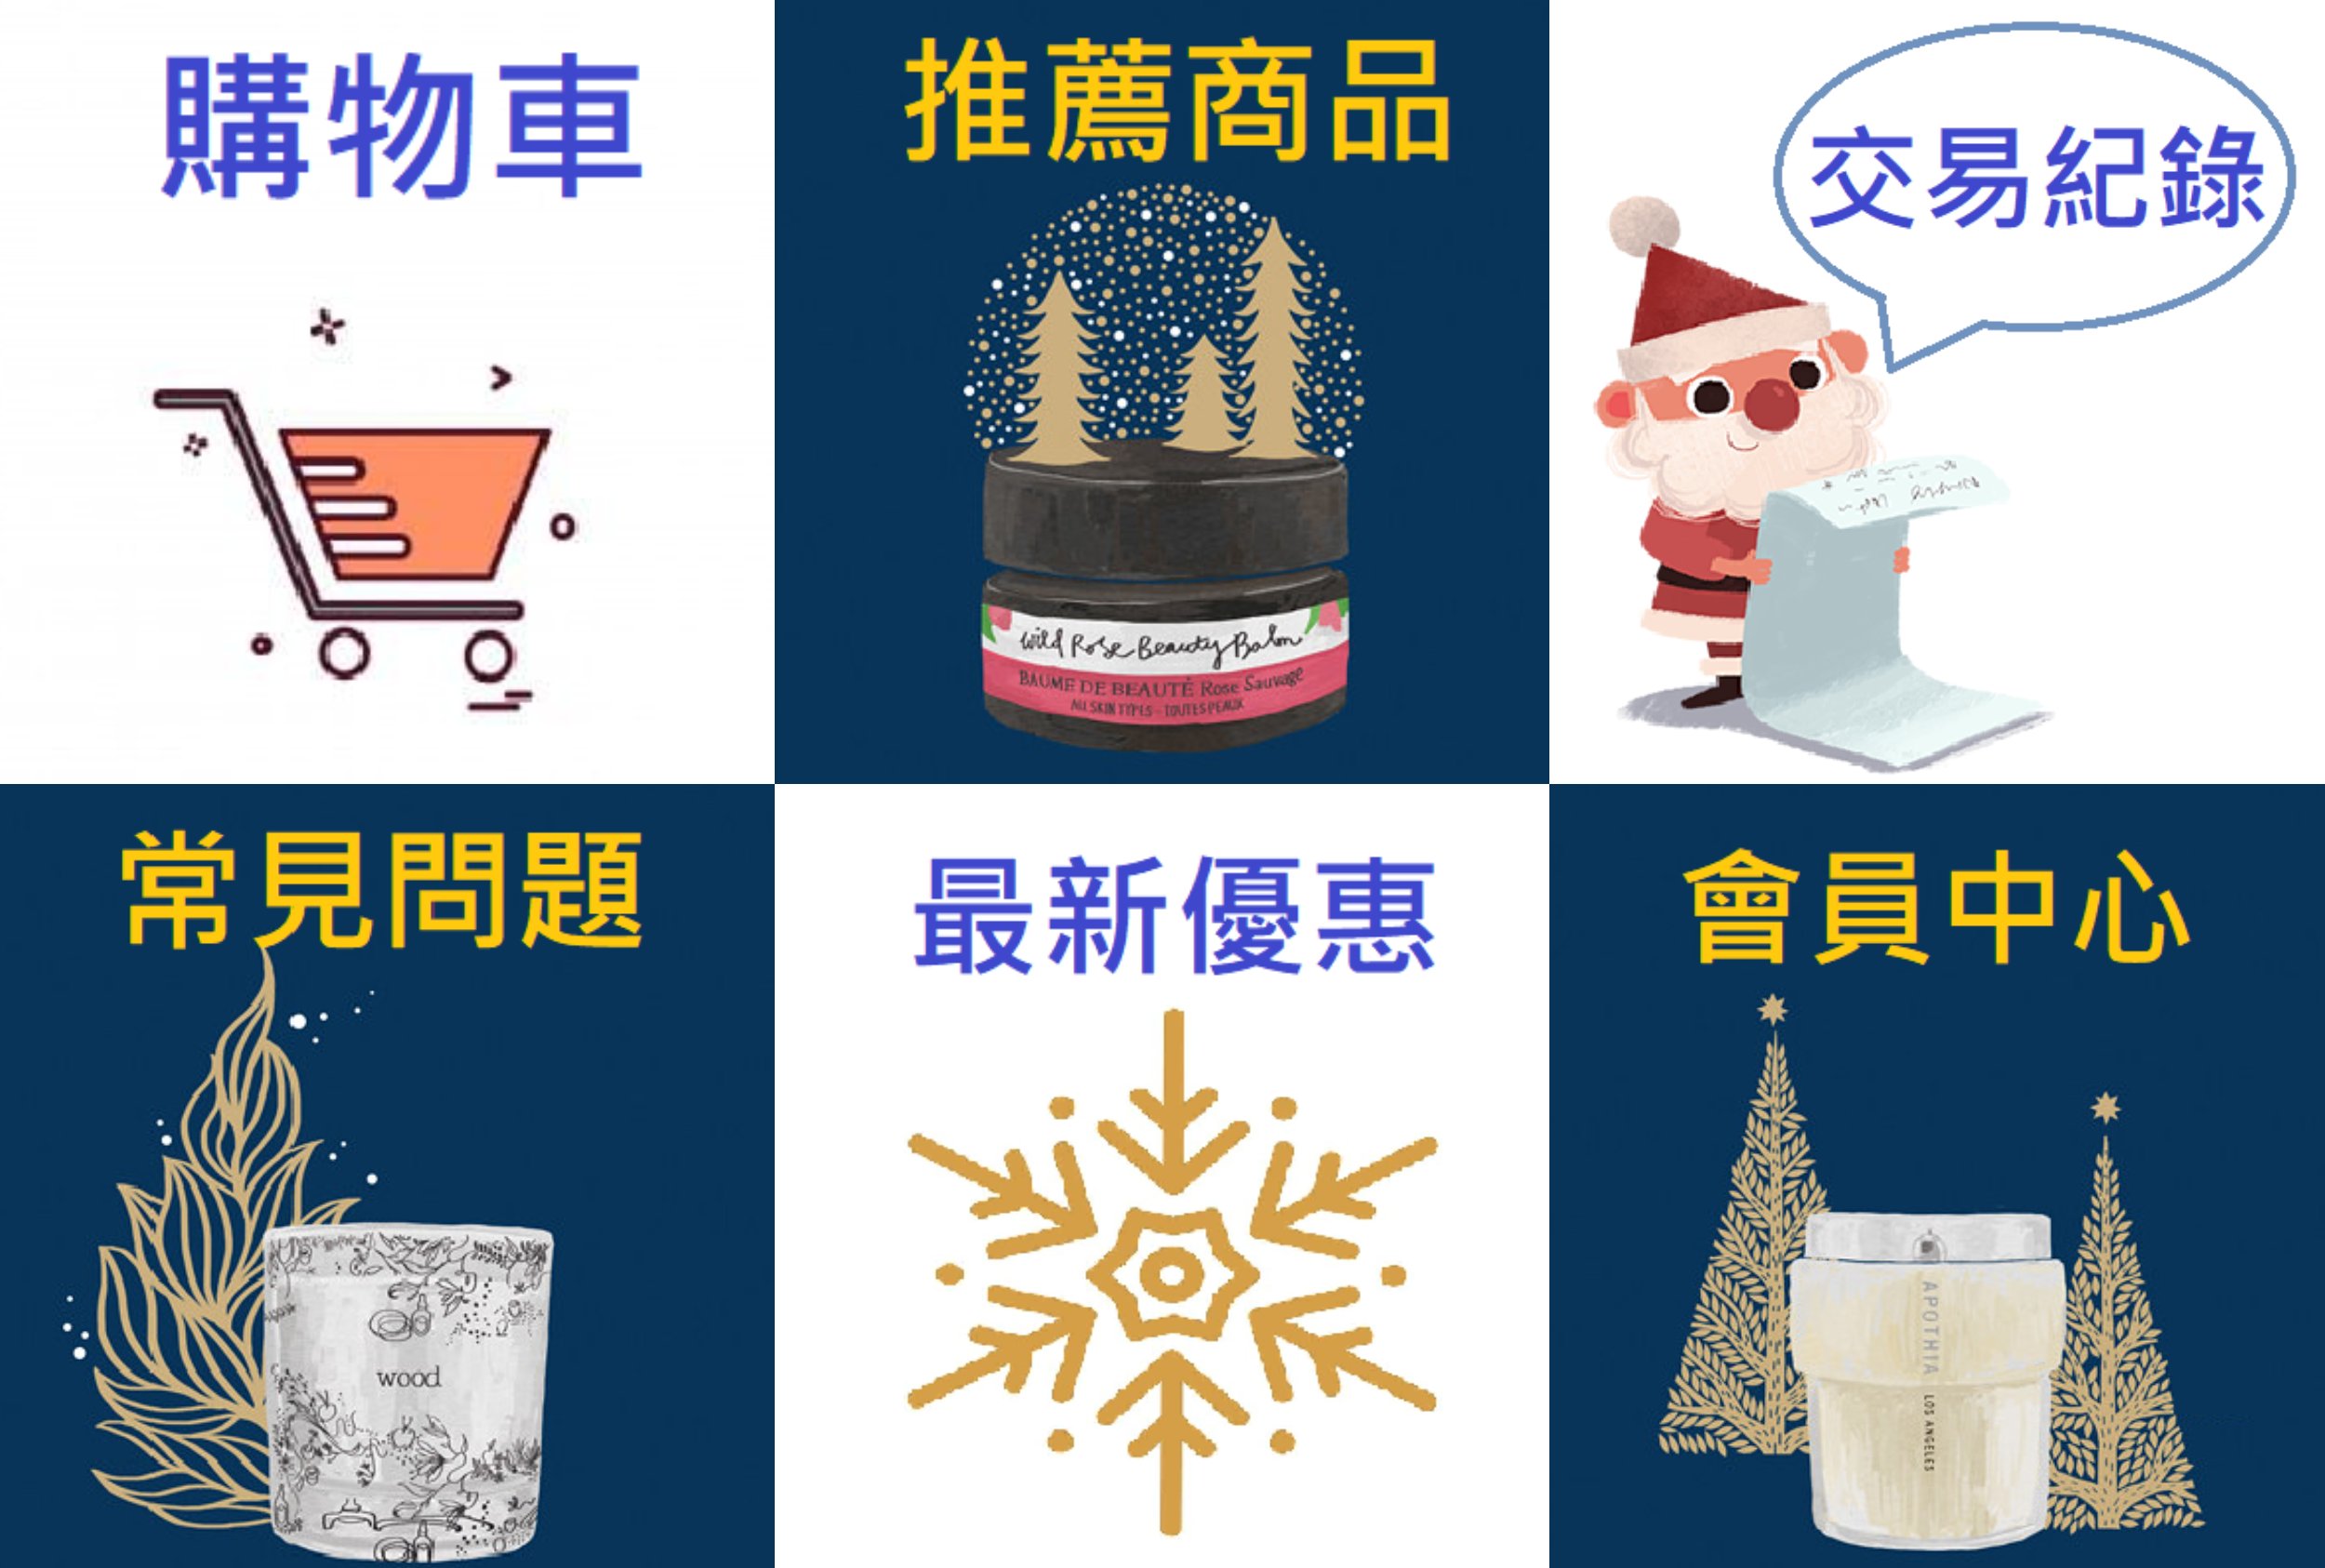 購物車
推薦商品
交易紀錄
wild Rose Beauty Balm
BAUME DE BEAUTÉ Rose Sauvage
ALL SKIN TYPES - TOUTES PEAUX
常見問題
最新優惠
會員中心
wood
APOTHIA LOS ANGELES